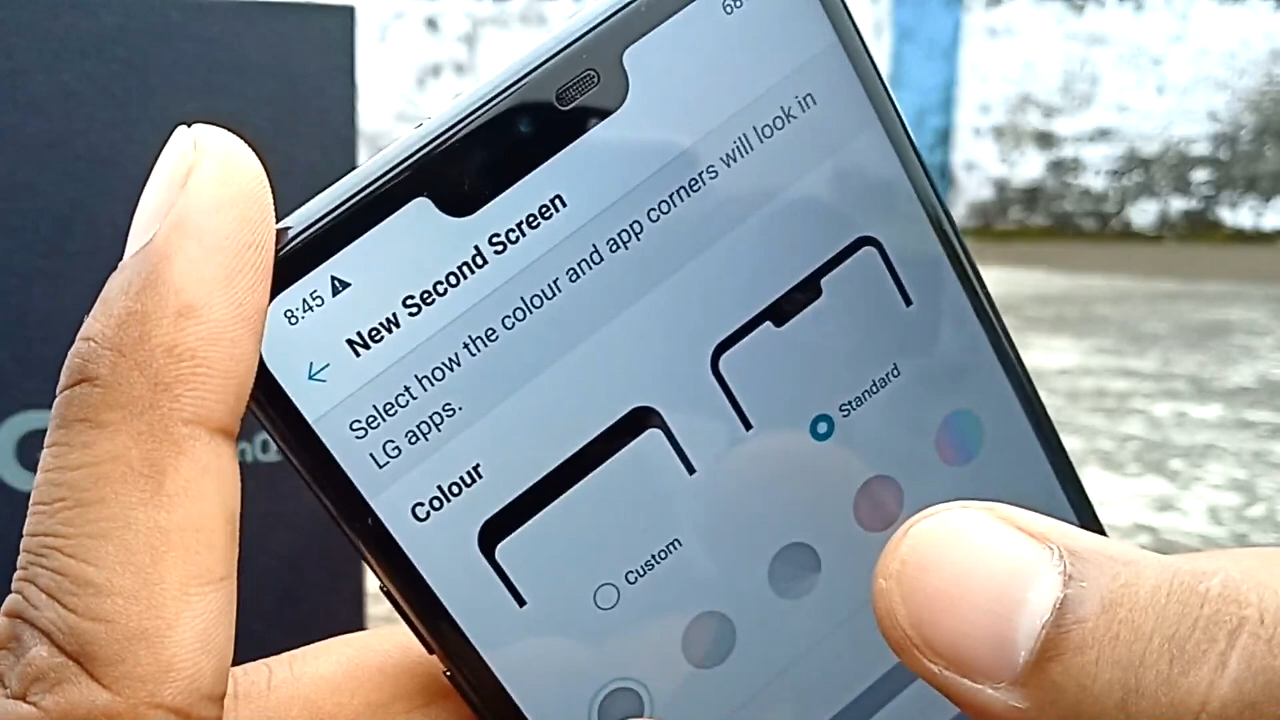 68
8:45
New Second Screen
Select how the colour and app corners will look in
LG apps.
Colour
Custom
Standard